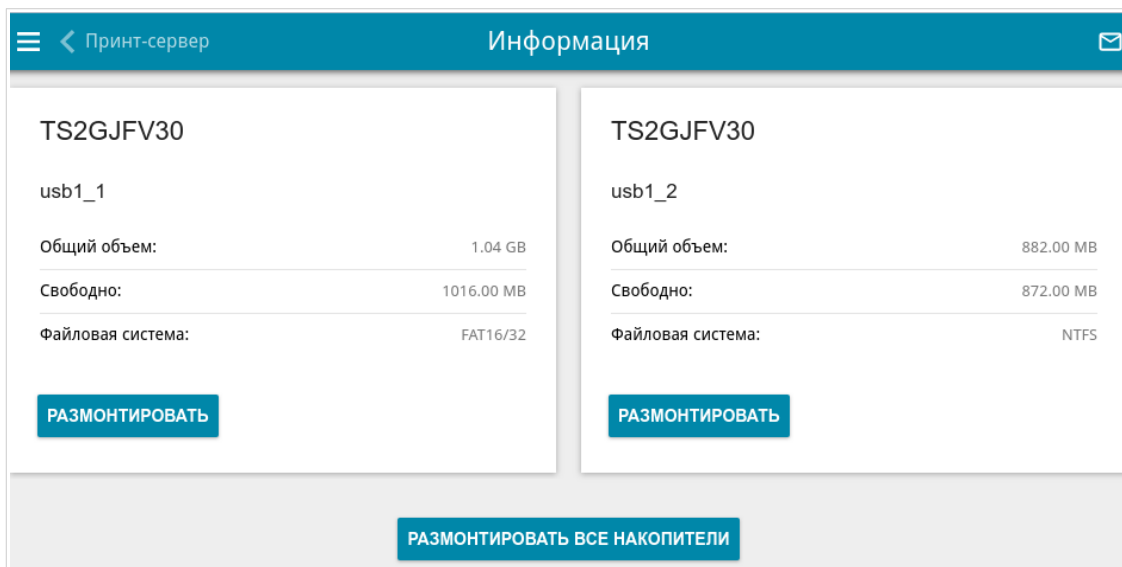 Принт-сервер
Информация
TS2GJFV30
usb1_1
Общий объем: 1.04 GB
Свободно: 1016.00 MB
Файловая система: FAT16/32
РАЗМОНТИРОВАТЬ
TS2GJFV30
usb1_2
Общий объем: 882.00 MB
Свободно: 872.00 MB
Файловая система: NTFS
РАЗМОНТИРОВАТЬ
РАЗМОНТИРОВАТЬ ВСЕ НАКОПИТЕЛИ